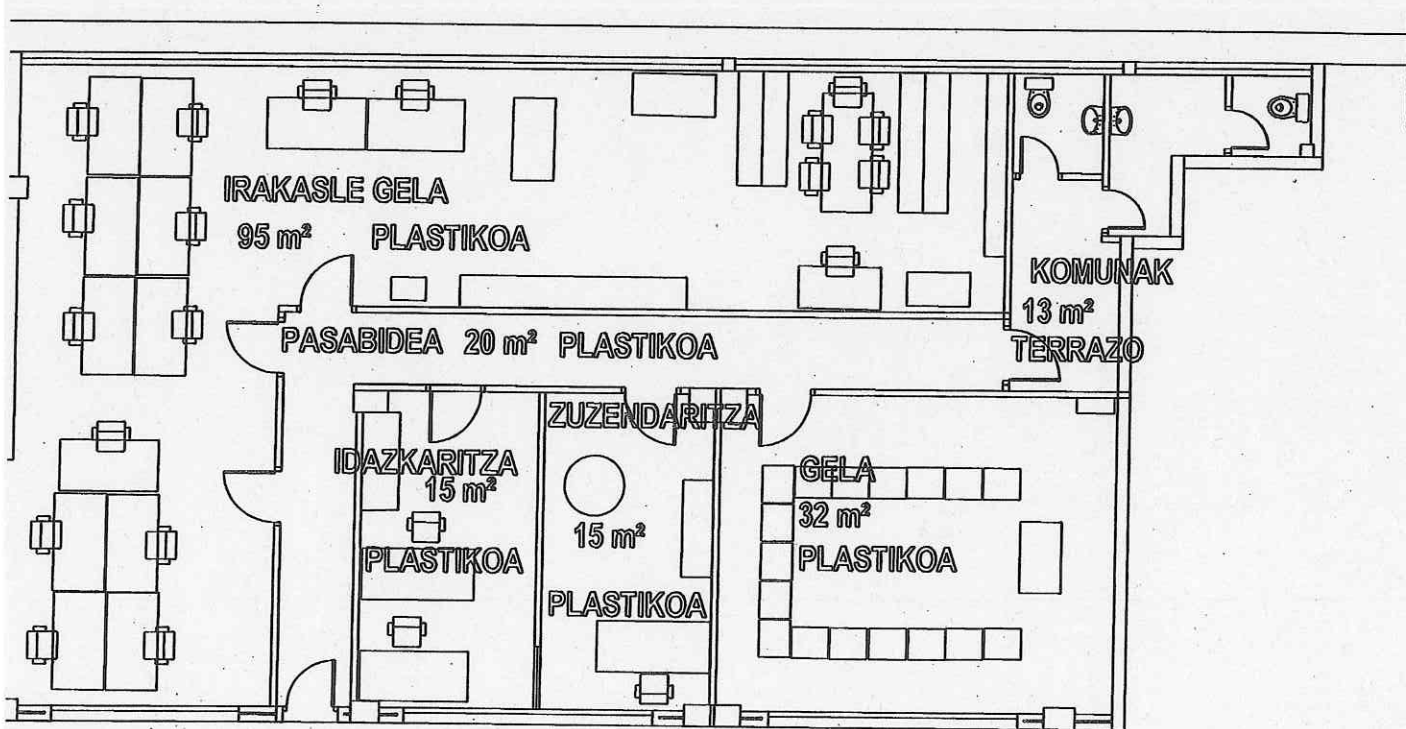 IRAKASLE GELA
95 m² PLASTIKOA
KOMUNAK
13 m²
TERRAZO
PASABIDEA 20 m² PLASTIKOA
IDAZKARITZA
15 m²
PLASTIKOA
ZUZENDARITZA
15 m²
PLASTIKOA
GELA
32 m²
PLASTIKOA